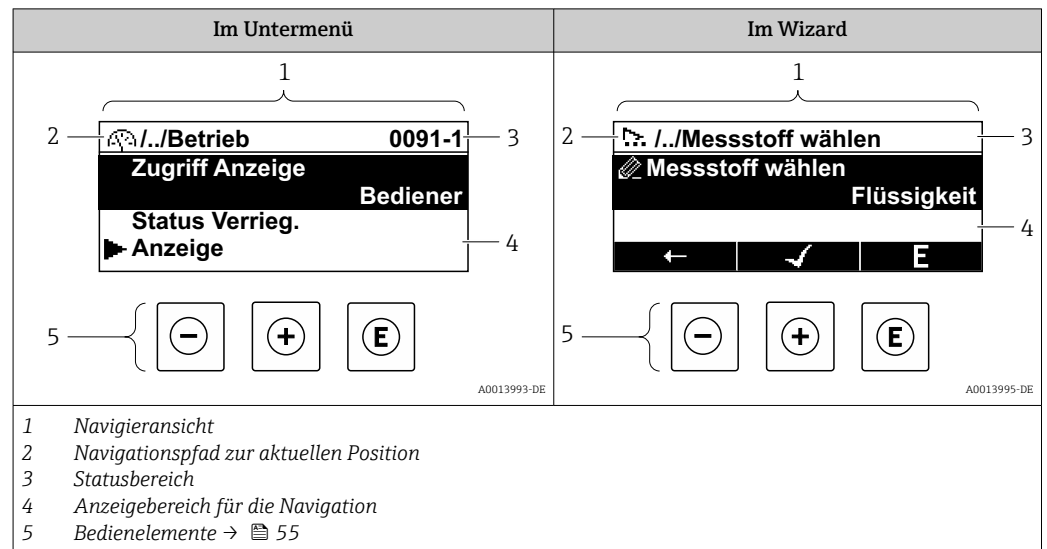 Im Untermenü
Im Wizard
1
2
/../Betrieb 0091-1
3
Zugriff Anzeige
Bediener
Status Verrieg.
Anzeige
4
5
- + E
A0013993-DE
1
2
/../Messstoff wählen
3
Messstoff wählen
Flüssigkeit
4
← ✓ E
5
- + E
A0013995-DE
1 Navigieransicht
2 Navigationspfad zur aktuellen Position
3 Statusbereich
4 Anzeigebereich für die Navigation
5 Bedienelemente → 55